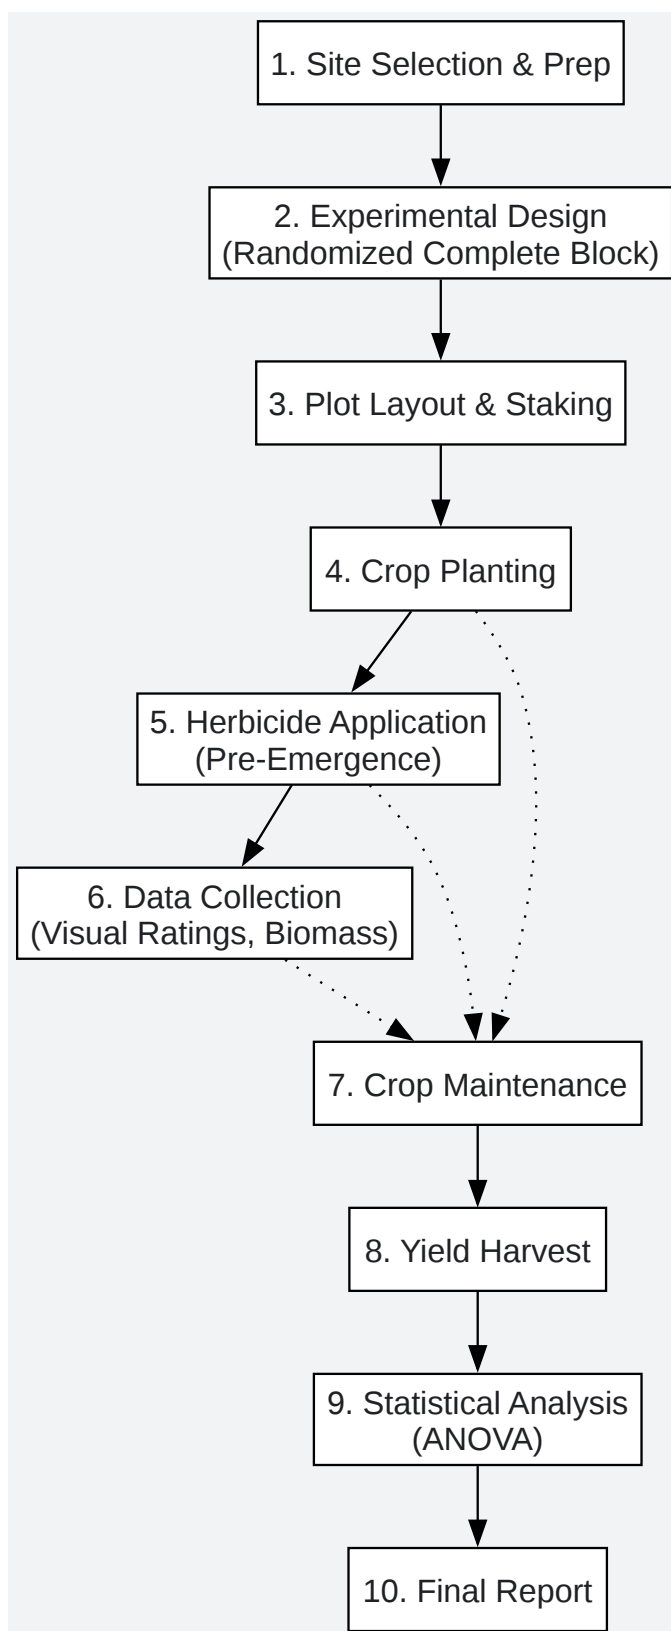 1. Site Selection & Prep
2. Experimental Design
(Randomized Complete Block)
3. Plot Layout & Staking
4. Crop Planting
5. Herbicide Application
(Pre-Emergence)
6. Data Collection
(Visual Ratings, Biomass)
7. Crop Maintenance
8. Yield Harvest
9. Statistical Analysis
(ANOVA)
10. Final Report